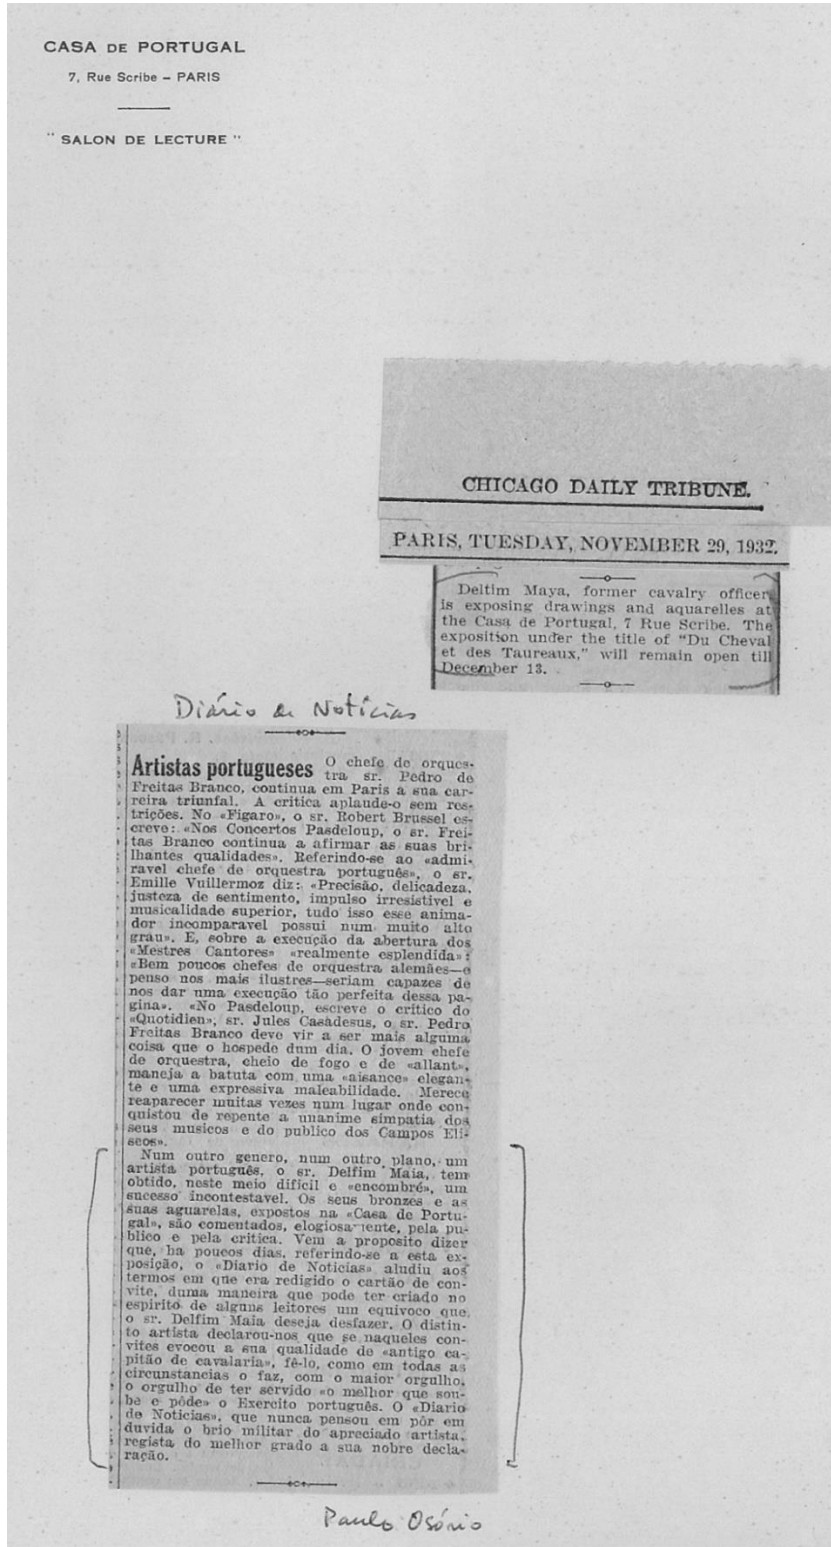 CASA DE PORTUGAL
7, Rue Scribe – PARIS
" SALON DE LECTURE "
CHICAGO DAILY TRIBUNE.
PARIS, TUESDAY, NOVEMBER 29, 1932.
Delfim Maya, former cavalry officer,
is exposing drawings and aquarelles at
the Casa de Portugal, 7 Rue Scribe. The
exposition under the title of "Du Cheval
et des Taureaux," will remain open till
December 13.
Diário de Notícias
Artistas portugueses O chefe de orques-
tra sr. Pedro de
Freitas Branco, continua em Paris a sua car-
reira triunfal. A critica aplaude-o sem res-
trições. No «Figaro», o sr. Robert Brussel es-
creve: «Nos Concertos Pasdeloup, o sr. Frei-
tas Branco continua a afirmar as suas bri-
lhantes qualidades». Referindo-se ao «admi-
ravel chefe de orquestra português», o sr.
Emille Vuillermoz diz: «Precisão, delicadeza,
justeza de sentimento, impulso irresistivel e
musicalidade superior, tudo isso esse anima-
dor incomparavel possui num muito alto
grau». E, sobre a execução da abertura dos
«Mestres Cantores» «realmente esplendida»:
«Bem poucos chefes de orquestra alemães—e
penso nos mais ilustres—seriam capazes de
nos dar uma execução tão perfeita dessa pa-
gina». «No Pasdeloup, escreve o critico do
«Quotidien», sr. Jules Casadesus, o sr. Pedro
Freitas Branco deve vir a ser mais alguma
coisa que o hospede dum dia. O jovem chefe
de orquestra, cheio de fogo e de «allant»,
maneja a batuta com uma «aisance» elegan-
te e uma expressiva maleabilidade. Merece
reaparecer muitas vezes num lugar onde con-
quistou de repente a unanime simpatia dos
seus musicos e do publico dos Campos Eli-
seos».
Num outro genero, num outro plano, um
artista português, o sr. Delfim Maia, tem
obtido, neste meio dificil e «encombré», um
sucesso incontestavel. Os seus bronzes e as
suas aguarelas, expostos na «Casa de Portu-
gal», são comentados, elogiosamente, pela pu-
blico e pela critica. Vem a proposito dizer
que, ha poucos dias, referindo-se a esta ex-
posição, o «Diario de Noticias» aludiu aos
termos em que era redigido o cartão de con-
vite, duma maneira que pode ter criado no
espirito de alguns leitores um equivoco que
o sr. Delfim Maia deseja desfazer. O distin-
to artista declarou-nos que se naqueles con-
vites evocou a sua qualidade de «antigo ca-
pitão de cavalaria», fê-lo, como em todas as
circunstancias o faz, com o maior orgulho,
o orgulho de ter servido «o melhor que sou-
be e pôde» o Exercito português. O «Diario
de Noticias», que nunca pensou em pôr em
duvida o brio militar do apreciado artista,
regista do melhor grado a sua nobre decla-
ração.
Paulo Osório